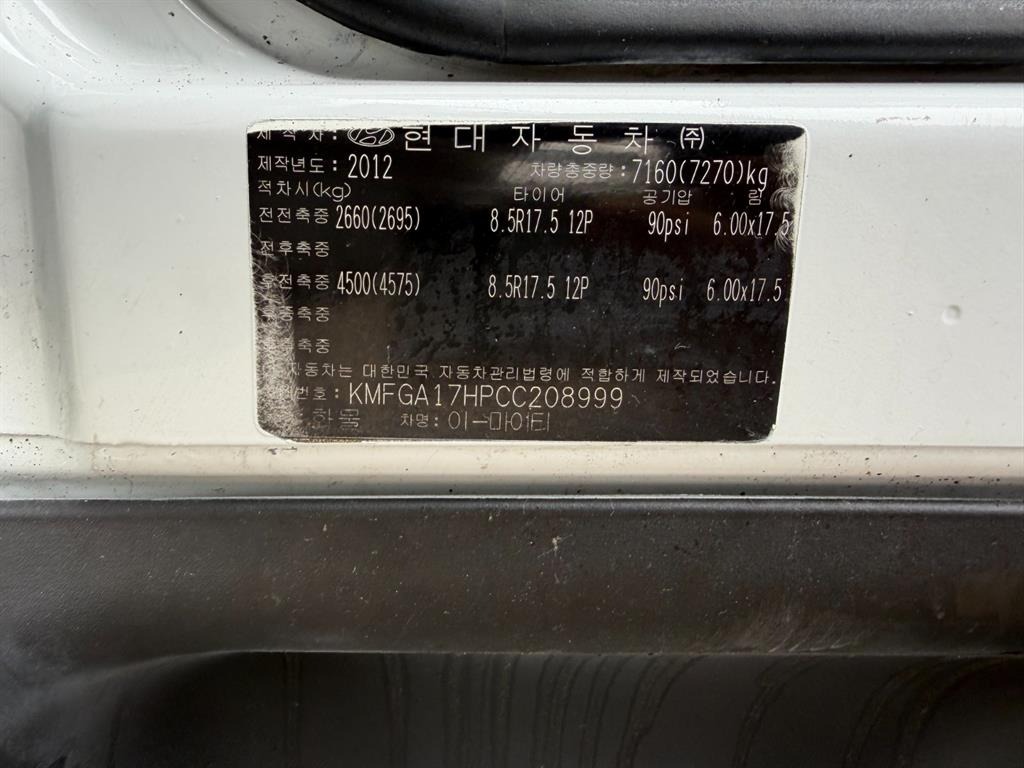 제작자: 현대자동차 (주)
제작년도: 2012 차량총중량: 7160(7270)kg
적차시(kg) 타이어 공기압 림
전전축중 2660(2695) 8.5R17.5 12P 90psi 6.00x17.5
전후축중
후전축중 4500(4575) 8.5R17.5 12P 90psi 6.00x17.5
축중
축중
자동차는 대한민국 자동차관리법령에 적합하게 제작되었습니다.
번호: KMFGA17HPCC208999
화물 차명: 이-마이티